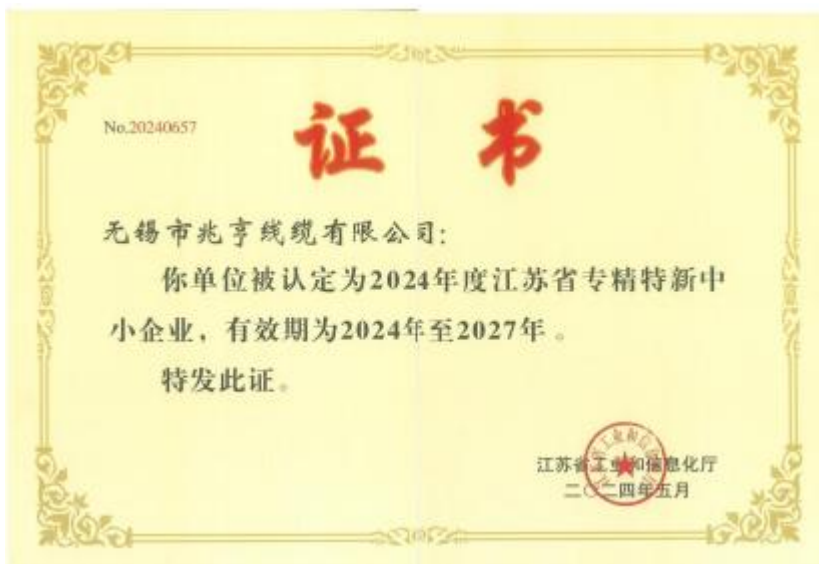 No.20240657
证 书
无锡市兆亨线缆有限公司:
你单位被认定为2024年度江苏省专精特新中
小企业，有效期为2024年至2027年。
特发此证。
江苏省工业和信息化厅
二〇二四年五月